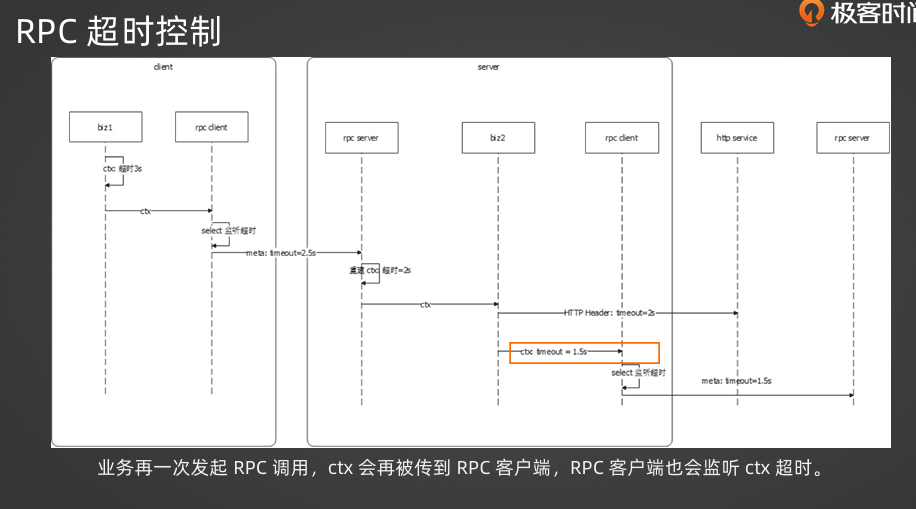 RPC 超时控制
极客时间
client
server
biz1
rpc client
rpc server
biz2
rpc client
http service
rpc server
ctx 超时3s
ctx
select 监听超时
meta: timeout=2.5s
重建 ctx 超时=2s
ctx
HTTP Header: timeout=2s
ctx timeout = 1.5s
select 监听超时
meta: timeout=1.5s
业务再一次发起 RPC 调用，ctx 会再被传到 RPC 客户端，RPC 客户端也会监听 ctx 超时。